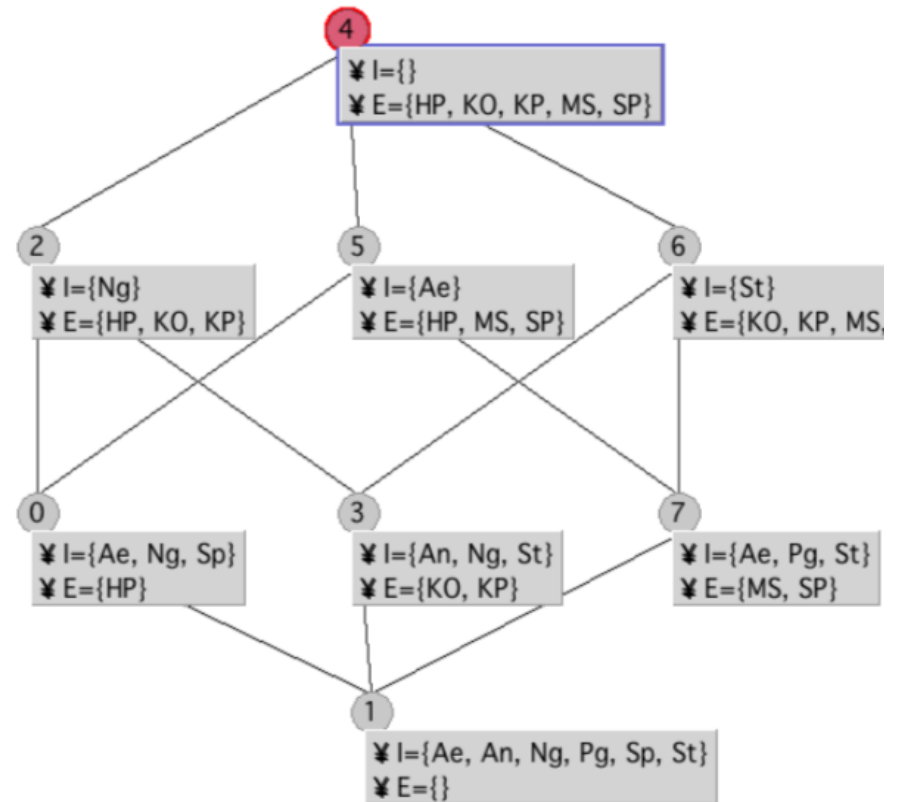 4
¥ I={}
¥ E={HP, KO, KP, MS, SP}
2
5
6
¥ I={Ng}
¥ E={HP, KO, KP}
¥ I={Ae}
¥ E={HP, MS, SP}
¥ I={St}
¥ E={KO, KP, MS,
0
3
7
¥ I={Ae, Ng, Sp}
¥ E={HP}
¥ I={An, Ng, St}
¥ E={KO, KP}
¥ I={Ae, Pg, St}
¥ E={MS, SP}
1
¥ I={Ae, An, Ng, Pg, Sp, St}
¥ E={}